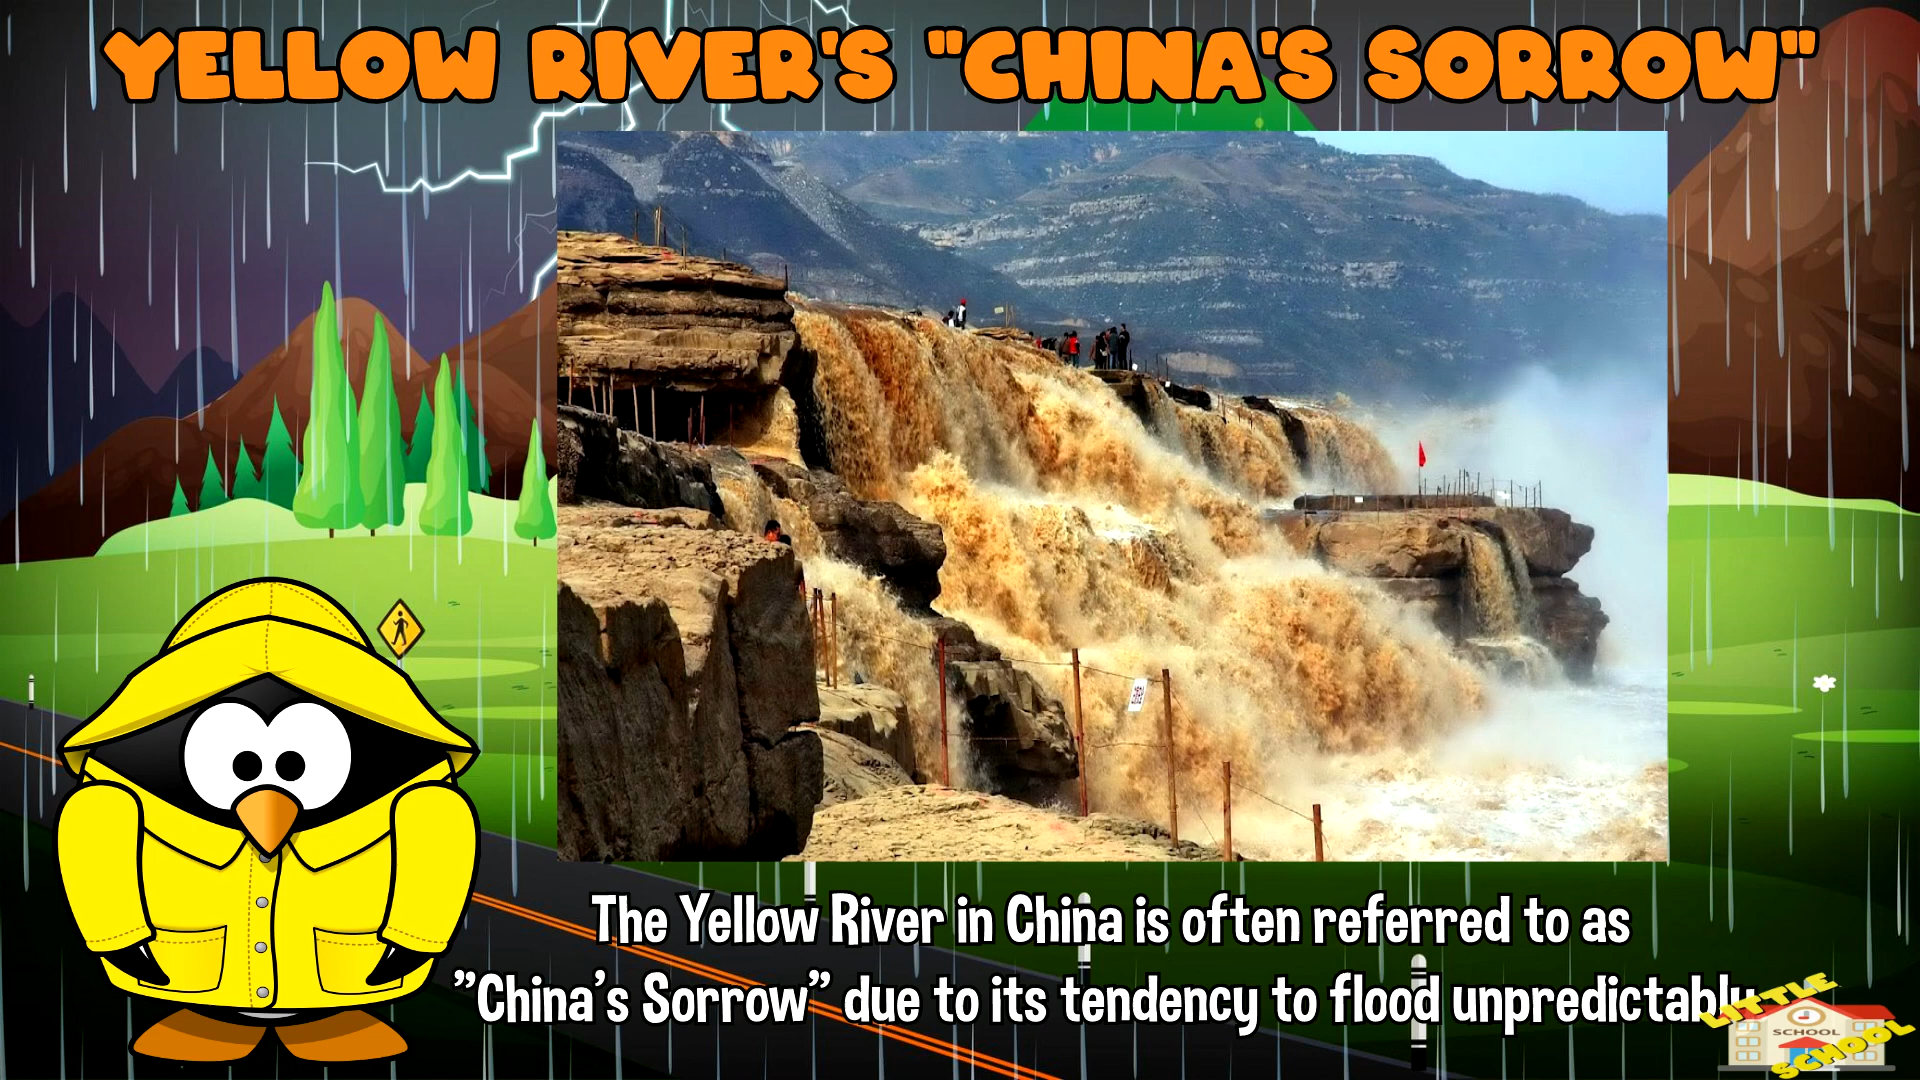 YELLOW RIVER'S "CHINA'S SORROW"
The Yellow River in China is often referred to as
"China's Sorrow" due to its tendency to flood unpredictably
LITTLE
SCHOOL
SCHOOL